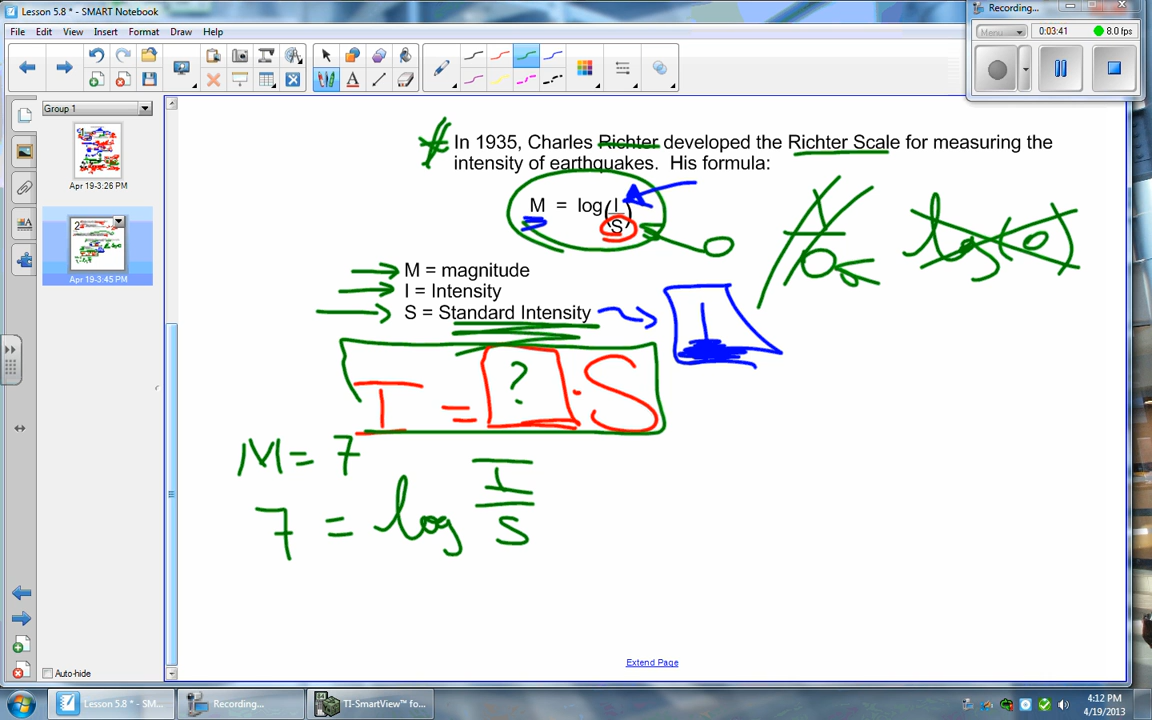 Lesson 5.8 * - SMART Notebook
Recording...
File Edit View Insert Format Draw Help
Menu
0:03:41
8.0 fps
Group 1
Apr 19-3:26 PM
Apr 19-3:45 PM
In 1935, Charles Richter developed the Richter Scale for measuring the
intensity of earthquakes. His formula:
M = log(I/S)
O
log(O)
M = magnitude
I = Intensity
S = Standard Intensity
I = ? · S
M = 7
7 = log I/S
Extend Page
Auto-hide
Lesson 5.8 * - SM...
Recording...
TI-SmartView™ fo...
4:12 PM
4/19/2013